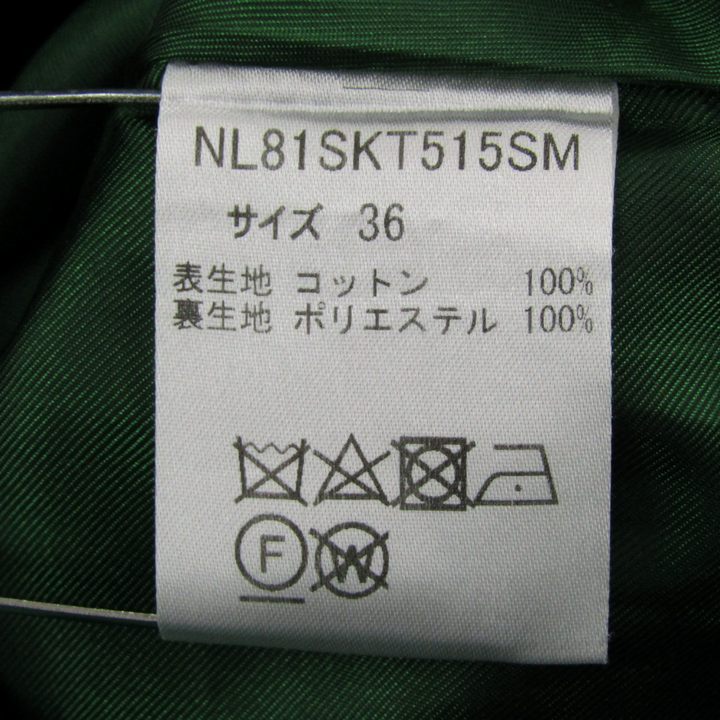 NL81SKT515SM
サイズ 36
表生地 コットン 100%
裏生地 ポリエステル 100%
F W